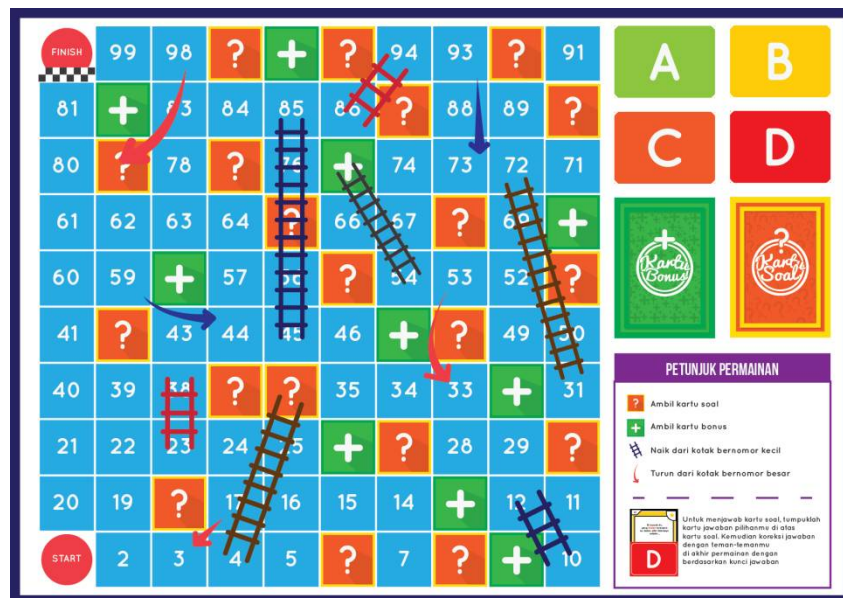 FINISH 99 98 ? + ? 94 93 ? 91
81 + 83 84 85 86 ? 88 89 ?
80 ? 78 ? 76 + 74 73 72 71
61 62 63 64 ? 66 67 ? 69 +
60 59 + 57 56 ? 54 53 52 ?
41 ? 43 44 45 46 + ? 49 50
40 39 38 ? ? 35 34 33 + 31
21 22 23 24 25 + ? 28 29 ?
20 19 ? 17 16 15 14 + 12 11
START 2 3 4 5 ? 7 ? + 10
A B
C D
+
Kartu
Bonus
?
Kartu
Soal
PETUNJUK PERMAINAN
? Ambil kartu soal
+ Ambil kartu bonus
Naik dari kotak bernomor kecil
Turun dari kotak bernomor besar
D
Untuk menjawab kartu soal, tumpuklah
kartu jawaban pilihanmu di atas
kartu soal. Kemudian koreksi jawaban
dengan teman-temanmu
di akhir permainan dengan
berdasarkan kunci jawaban